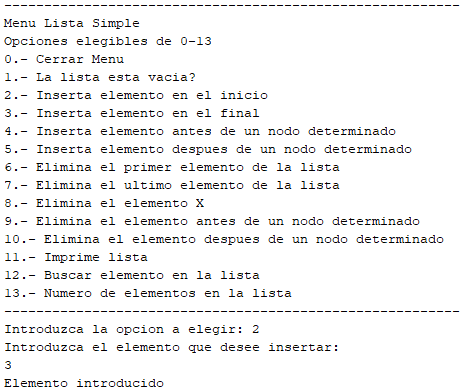 ---------------------------------------------------------
Menu Lista Simple
Opciones elegibles de 0-13
0.- Cerrar Menu
1.- La lista esta vacia?
2.- Inserta elemento en el inicio
3.- Inserta elemento en el final
4.- Inserta elemento antes de un nodo determinado
5.- Inserta elemento despues de un nodo determinado
6.- Elimina el primer elemento de la lista
7.- Elimina el ultimo elemento de la lista
8.- Elimina el elemento X
9.- Elimina el elemento antes de un nodo determinado
10.- Elimina el elemento despues de un nodo determinado
11.- Imprime lista
12.- Buscar elemento en la lista
13.- Numero de elementos en la lista
---------------------------------------------------------
Introduzca la opcion a elegir: 2
Introduzca el elemento que desee insertar:
3
Elemento introducido